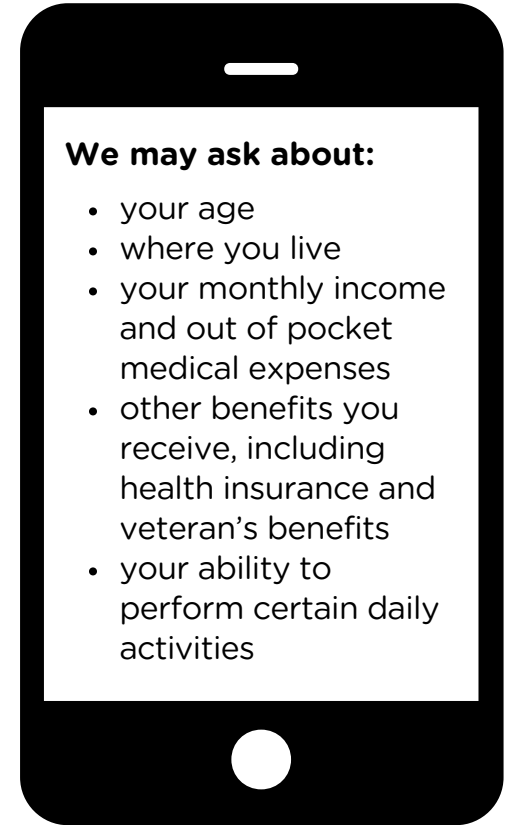 We may ask about:
• your age
• where you live
• your monthly income
and out of pocket
medical expenses
• other benefits you
receive, including
health insurance and
veteran’s benefits
• your ability to
perform certain daily
activities